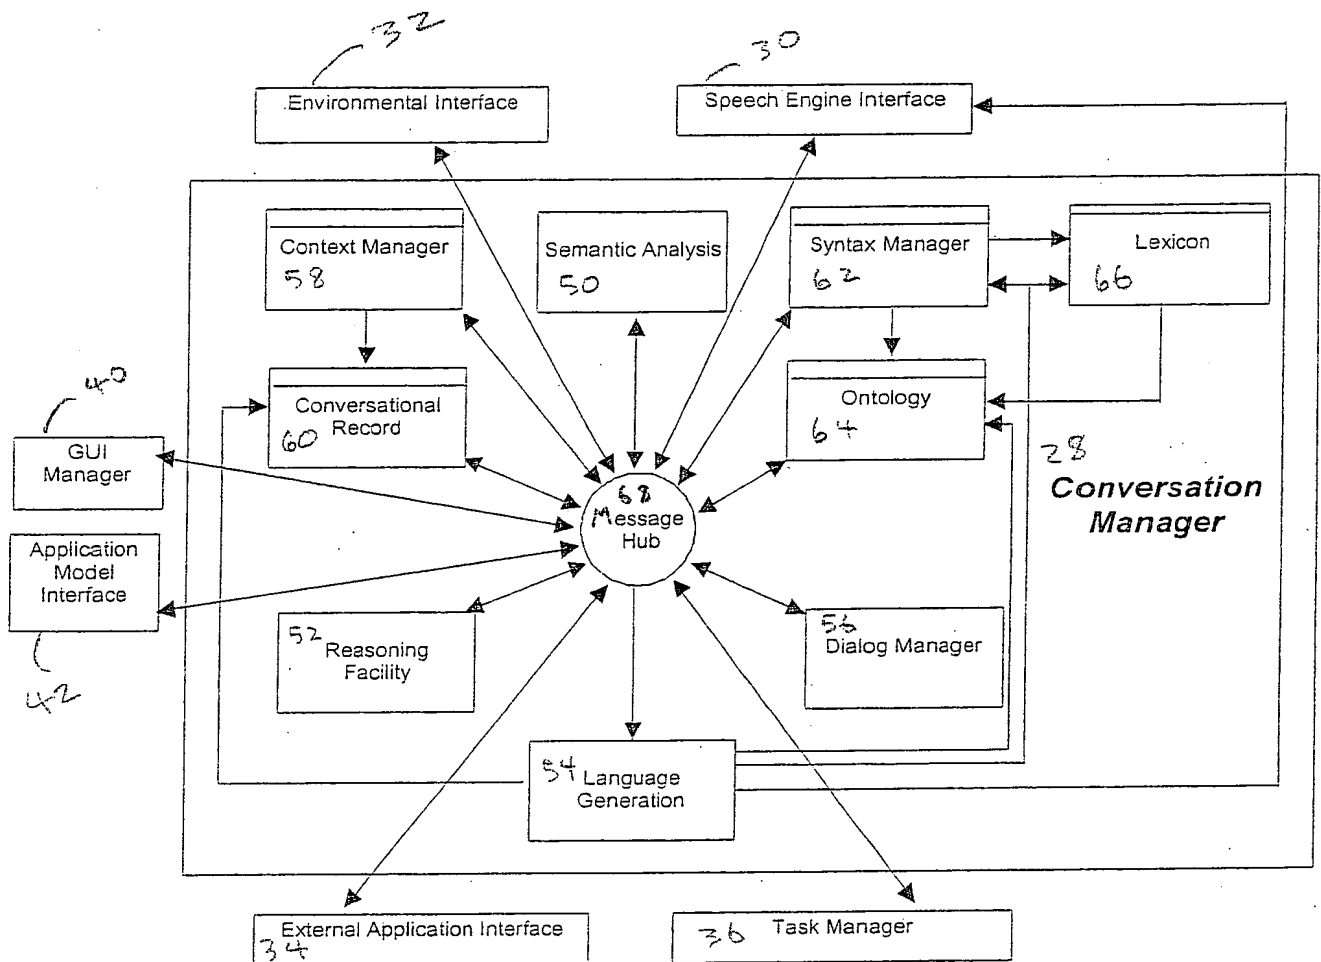 32
30
Environmental Interface
Speech Engine Interface
Context Manager
58
Semantic Analysis
50
Syntax Manager
62
Lexicon
66
40
GUI
Manager
Conversational
Record
60
Ontology
64
68
Message
Hub
28
Conversation
Manager
Application
Model
Interface
42
52
Reasoning
Facility
56
Dialog Manager
54
Language
Generation
External Application Interface
34
36
Task Manager